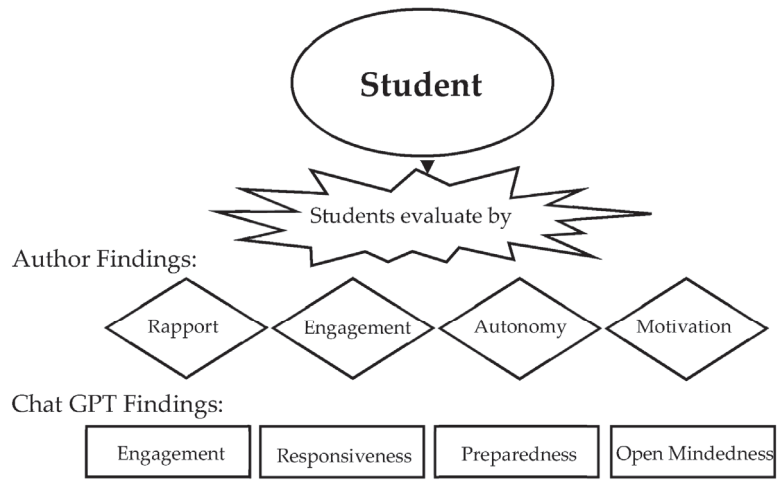 Student
Students evaluate by
Author Findings:
Rapport
Engagement
Autonomy
Motivation
Chat GPT Findings:
Engagement
Responsiveness
Preparedness
Open Mindedness